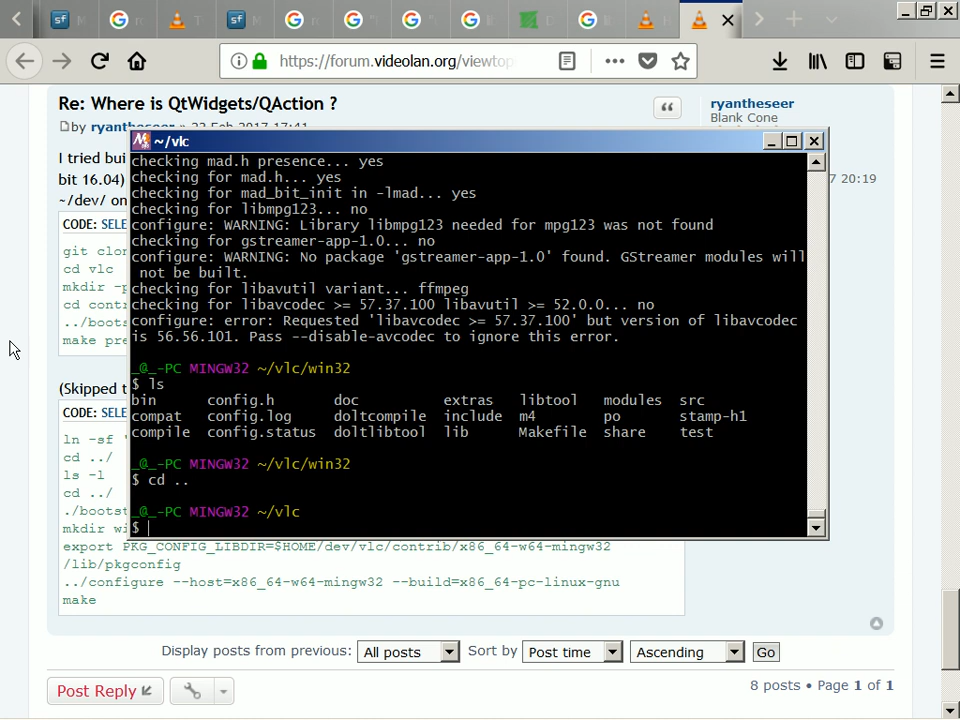 https://forum.videolan.org/viewtop
Re: Where is QtWidgets/QAction ?
by ryantheseer » 23 Feb 2017 17:41
ryantheseer
Blank Cone
7 20:19
I tried bui
bit 16.04)
~/dev/ on
CODE: SELE
git clon
cd vlc
mkdir -p
cd contr
../boots
make pre
~/vlc
checking mad.h presence... yes
checking for mad.h... yes
checking for mad_bit_init in -lmad... yes
checking for libmpg123... no
configure: WARNING: Library libmpg123 needed for mpg123 was not found
checking for gstreamer-app-1.0... no
configure: WARNING: No package 'gstreamer-app-1.0' found. GStreamer modules will
 not be built.
checking for libavutil variant... ffmpeg
checking for libavcodec >= 57.37.100 libavutil >= 52.0.0... no
configure: error: Requested 'libavcodec >= 57.37.100' but version of libavcodec
is 56.56.101. Pass --disable-avcodec to ignore this error.
_@_-PC MINGW32 ~/vlc/win32
$ ls
bin config.h doc extras libtool modules src
compat config.log doltcompile include m4 po stamp-h1
compile config.status doltlibtool lib Makefile share test
_@_-PC MINGW32 ~/vlc/win32
$ cd ..
_@_-PC MINGW32 ~/vlc
$
(Skipped t
CODE: SELE
ln -sf '
cd ../
ls -l
cd ../
./bootst
mkdir wi
export PKG_CONFIG_LIBDIR=$HOME/dev/vlc/contrib/x86_64-w64-mingw32
/lib/pkgconfig
../configure --host=x86_64-w64-mingw32 --build=x86_64-pc-linux-gnu
make
Display posts from previous: All posts Sort by Post time Ascending Go
Post Reply
8 posts • Page 1 of 1